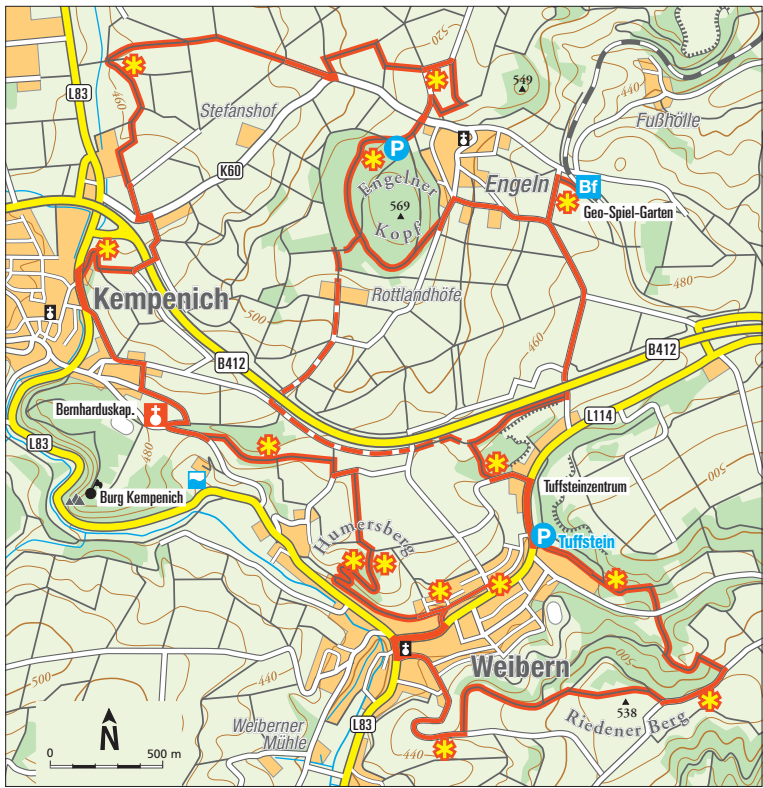 520
L83
549
460
440
Stefanshof
Fußhölle
P
K60
Engelner
Engeln
Bf
569
Geo-Spiel-Garten
Kopf
480
Kempenich
Rottlandhöfe
500
460
B412
B412
Bernharduskap.
L114
L83
480
500
Tuffsteinzentrum
Burg Kempenich
Humersberg
P
Tuffstein
500
Weibern
500
440
538
Riedener Berg
N
L83
Weiberner
Mühle
440
0
500 m